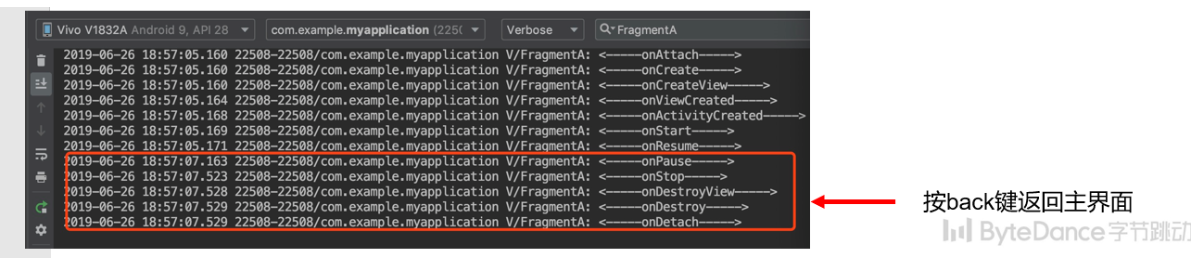 Vivo V1832A Android 9, API 28 com.example.myapplication (2250 Verbose FragmentA
2019-06-26 18:57:05.160 22508-22508/com.example.myapplication V/FragmentA: <-----onAttach----->
2019-06-26 18:57:05.160 22508-22508/com.example.myapplication V/FragmentA: <-----onCreate----->
2019-06-26 18:57:05.160 22508-22508/com.example.myapplication V/FragmentA: <-----onCreateView----->
2019-06-26 18:57:05.164 22508-22508/com.example.myapplication V/FragmentA: <-----onViewCreated----->
2019-06-26 18:57:05.168 22508-22508/com.example.myapplication V/FragmentA: <-----onActivityCreated----->
2019-06-26 18:57:05.169 22508-22508/com.example.myapplication V/FragmentA: <-----onStart----->
2019-06-26 18:57:05.171 22508-22508/com.example.myapplication V/FragmentA: <-----onResume----->
2019-06-26 18:57:07.163 22508-22508/com.example.myapplication V/FragmentA: <-----onPause----->
2019-06-26 18:57:07.523 22508-22508/com.example.myapplication V/FragmentA: <-----onStop----->
2019-06-26 18:57:07.528 22508-22508/com.example.myapplication V/FragmentA: <-----onDestroyView----->
2019-06-26 18:57:07.529 22508-22508/com.example.myapplication V/FragmentA: <-----onDestroy----->
2019-06-26 18:57:07.529 22508-22508/com.example.myapplication V/FragmentA: <-----onDetach----->
按back键返回主界面
ByteDance字节跳动